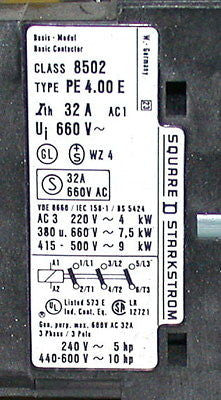 Basis - Model
Basic Contactor
W.- Germany
CLASS 8502
TYPE PE 4.00 E
Ith 32 A AC1
Ui 660 V~
GL S WZ 4
S 32A
660V AC
VDE 0660 / IEC 158-1 / BS 5424
AC 3 220 V~ 4 kW
380 u. 660 V~ 7,5 kW
415 - 500 V~ 9 kW
A1 1/L1 3/L2 5/L3
A2 2/T1 4/T2 6/T3
UL Listed 573 E LR
Ind. Cont. Eq. SA 12721
Gen. purp. max. 600V AC 32A
3 Phase / 3 Pole
240 V~ 5 hp
440-600 V~ 10 hp
SQUARE D STARKSTROM